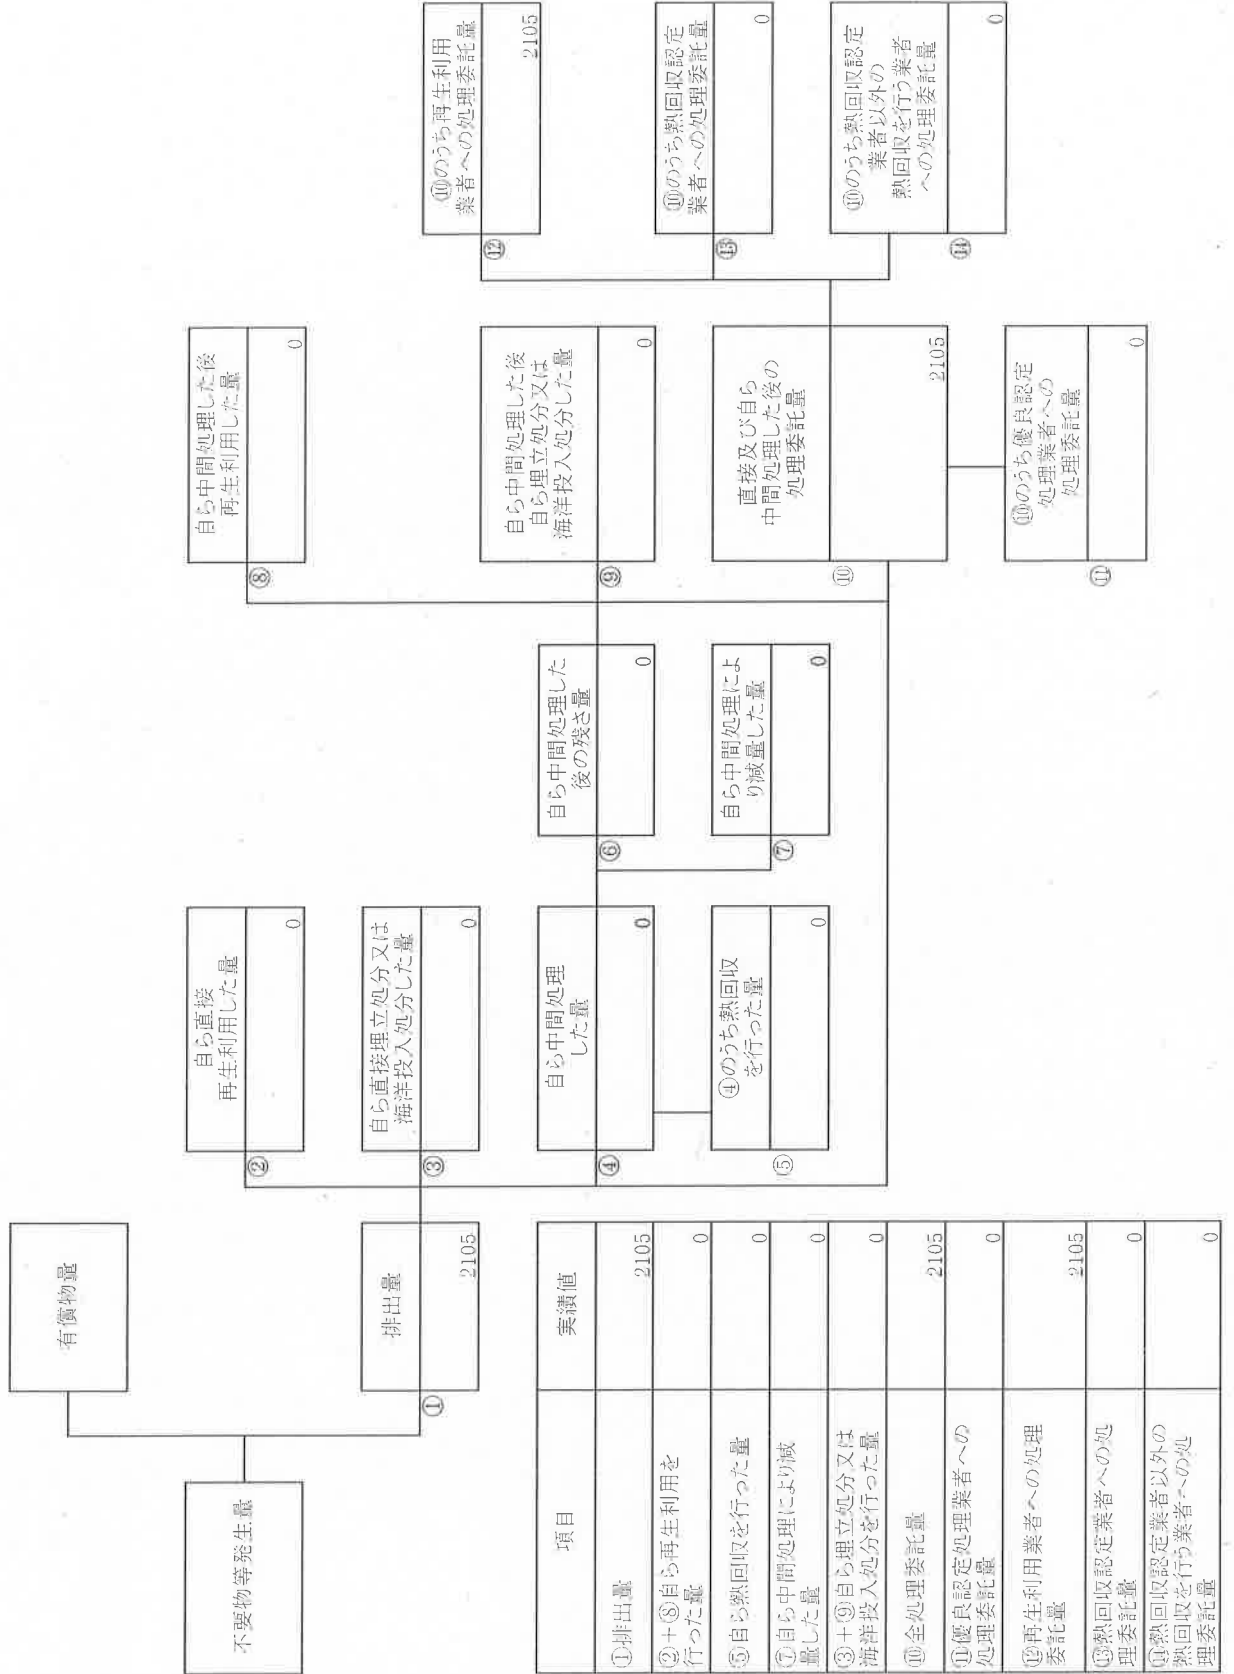 不要物等発生量
有償物量
①
排出量
2105
②
自ら直接
再生利用した量
0
③
自ら直接埋立処分又は
海洋投入処分した量
0
④
自ら中間処理
した量
0
⑤
④のうち熱回収
を行った量
0
⑥
自ら中間処理した
後の残さ量
0
⑦
自ら中間処理によ
り減量した量
0
⑧
自ら中間処理した後
再生利用した量
0
⑨
自ら中間処理した後
自ら埋立処分又は
海洋投入処分した量
0
⑩
直接及び自ら
中間処理した後の
処理委託量
2105
⑪
⑩のうち優良認定
処理業者への
処理委託量
0
⑫
⑩のうち再生利用
業者への処理委託量
2105
⑬
⑩のうち熱回収認定
業者への処理委託量
0
⑭
⑩のうち熱回収認定
業者以外の
熱回収を行う業者
への処理委託量
0
項目 実績値
①排出量 2105
②+⑧自ら再生利用を
行った量 0
⑤自ら熱回収を行った量 0
⑦自ら中間処理により減
量した量 0
③+⑨自ら埋立処分又は
海洋投入処分を行った量 0
⑩全処理委託量 2105
⑪優良認定処理業者への
処理委託量 0
⑫再生利用業者への処理
委託量 2105
⑬熱回収認定業者への処
理委託量 0
⑭熱回収認定業者以外の
熱回収を行う業者への処
理委託量 0